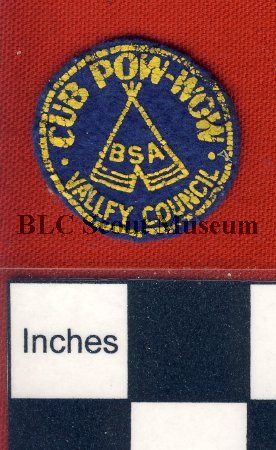 CUB POW-WOW
BSA
VALLEY COUNCIL
BLC Scout Museum
Inches